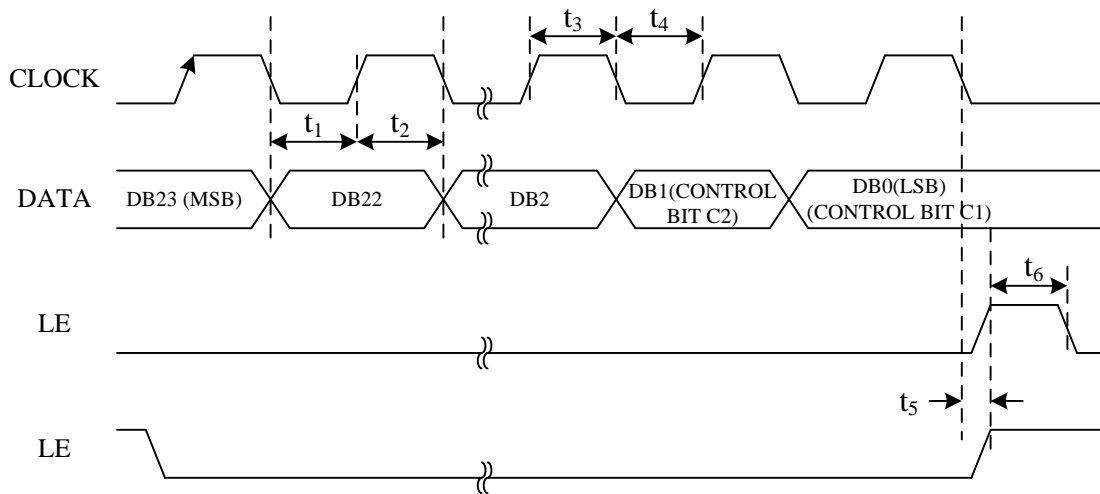 t3 t4
CLOCK
t1 t2
DATA DB23 (MSB) DB22 DB2 DB1(CONTROL BIT C2) DB0(LSB) (CONTROL BIT C1)
t6
LE
t5
LE